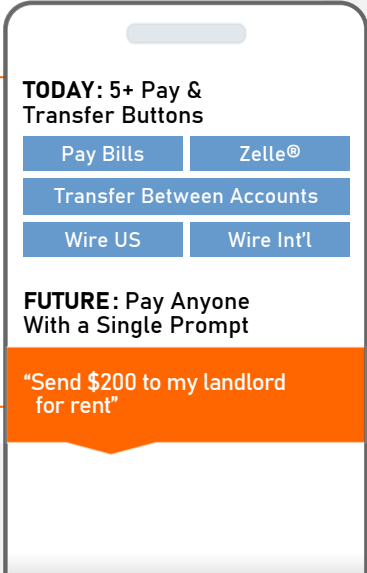 TODAY: 5+ Pay &
Transfer Buttons
Pay Bills
Zelle®
Transfer Between Accounts
Wire US
Wire Int'l
FUTURE: Pay Anyone
With a Single Prompt
“Send $200 to my landlord
for rent”